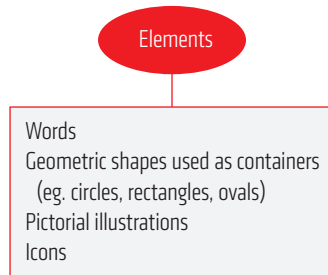 Elements
Words
Geometric shapes used as containers
(eg. circles, rectangles, ovals)
Pictorial illustrations
Icons